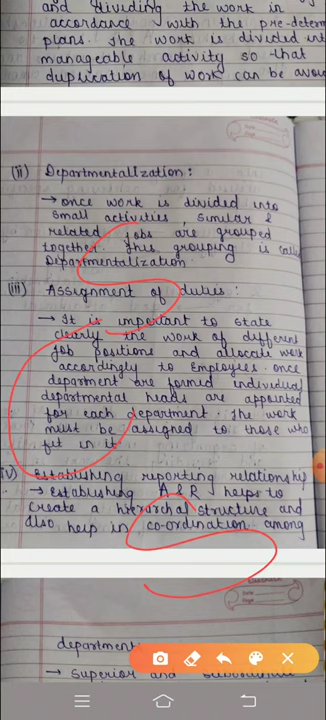 and dividing the work in
accordance with the pre-determ
plans. The work is divided int
manageable activity so that
duplication of work can be avoi
(ii) Departmentalization:
→ once work is divided into
small activities, similar &
related jobs are grouped
together. This grouping is calle
Departmentalization.
(iii) Assignment of duties:
→ It is important to state
clearly the work of different
job positions and allocate work
accordingly to Employees. once
department are formed individual
departmental heads are appointed
for each department. The work
must be assigned to those who
fit in it
iv) Establishing reporting relationship
→ Establishing A & R helps to
create a hierarchal structure and
also help in co-ordination among
department.
→ superior and